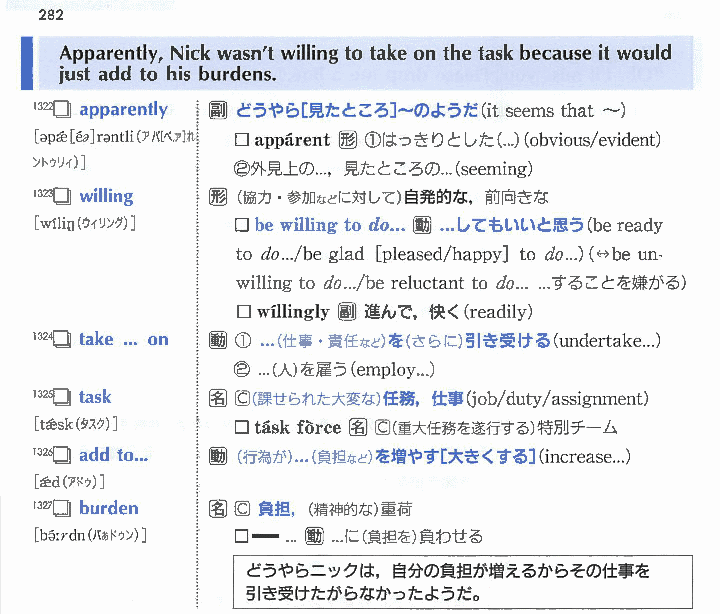 282
Apparently, Nick wasn't willing to take on the task because it would
just add to his burdens.
1322 apparently 副 どうやら[見たところ]〜のようだ(it seems that 〜)
[əpǽ[é∂]rəntli(アパ[ペァ]れ □ appárent 形 ①はっきりとした(…)(obvious/evident)
ントゥリィ)] ②外見上の…, 見たところの…(seeming)
1323 willing 形 (協力・参加などに対して)自発的な, 前向きな
[wíliŋ(ウィリング)] □ be willing to do... 動 …してもいいと思う(be ready
to do.../be glad [pleased/happy] to do...)(↔be un-
willing to do.../be reluctant to do... …することを嫌がる)
□ wíllingly 副 進んで, 快く(readily)
1324 take ... on 動 ① …(仕事・責任など)を(さらに)引き受ける(undertake...)
② …(人)を雇う(employ...)
1325 task 名 C(課せられた大変な)任務, 仕事(job/duty/assignment)
[tǽsk(タスク)] □ tásk fòrce 名 C(重大任務を遂行する)特別チーム
1326 add to... 動 (行為が)…(負担など)を増やす[大きくする](increase...)
[ǽd(アドゥ)]
1327 burden 名 C 負担, (精神的な)重荷
[bə́ːrdn(バぁドゥン)] □━ ... 動 …に(負担を)負わせる
どうやらニックは, 自分の負担が増えるからその仕事を
引き受けたがらなかったようだ。